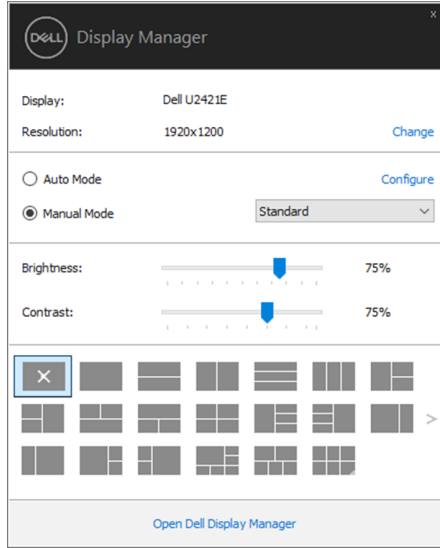 x
DELL Display Manager
Display: Dell U2421E
Resolution: 1920x1200 Change
Auto Mode Configure
Manual Mode Standard
Brightness: 75%
Contrast: 75%
Open Dell Display Manager